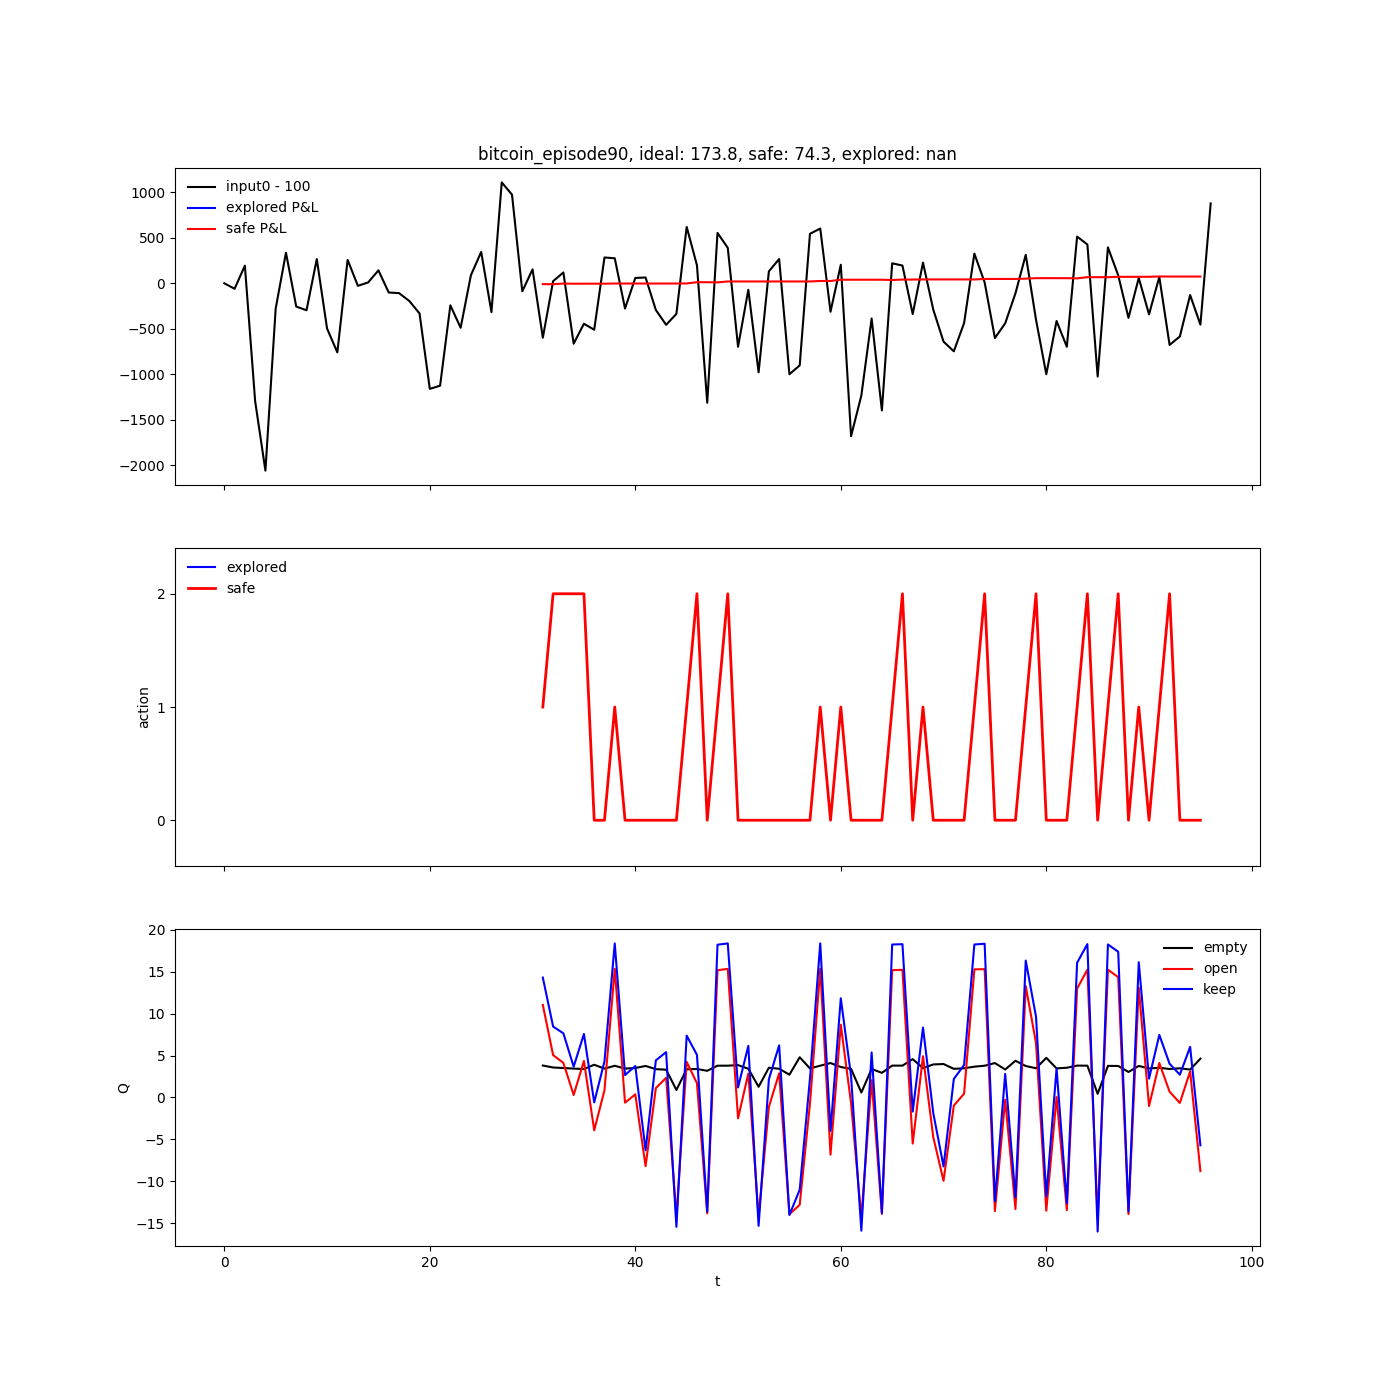 bitcoin_episode90, ideal: 173.8, safe: 74.3, explored: nan
1000
500
0
−500
−1000
−1500
−2000
input0 - 100
explored P&L
safe P&L
2
1
0
action
explored
safe
20
15
10
5
0
−5
−10
−15
Q
empty
open
keep
0 20 40 60 80 100
t